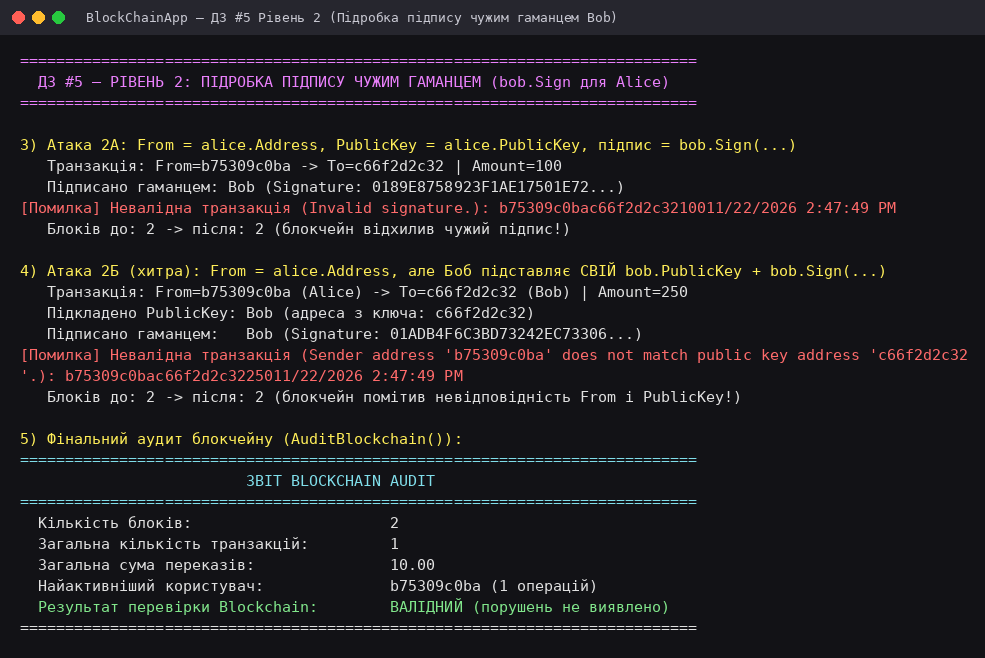 BlockChainApp — ДЗ #5 Рівень 2 (Підробка підпису чужим гаманцем Bob)
===========================================================================
ДЗ #5 — РІВЕНЬ 2: ПІДРОБКА ПІДПИСУ ЧУЖИМ ГАМАНЦЕМ (bob.Sign для Alice)
===========================================================================
3) Атака 2А: From = alice.Address, PublicKey = alice.PublicKey, підпис = bob.Sign(...)
Транзакція: From=b75309c0ba -> To=c66f2d2c32 | Amount=100
Підписано гаманцем: Bob (Signature: 0189E8758923F1AE17501E72...)
[Помилка] Невалідна транзакція (Invalid signature.): b75309c0bac66f2d2c3210011/22/2026 2:47:49 PM
Блоків до: 2 -> після: 2 (блокчейн відхилив чужий підпис!)
4) Атака 2Б (хитра): From = alice.Address, але Боб підставляє СВІЙ bob.PublicKey + bob.Sign(...)
Транзакція: From=b75309c0ba (Alice) -> To=c66f2d2c32 (Bob) | Amount=250
Підкладено PublicKey: Bob (адреса з ключа: c66f2d2c32)
Підписано гаманцем:   Bob (Signature: 01ADB4F6C3BD73242EC73306...)
[Помилка] Невалідна транзакція (Sender address 'b75309c0ba' does not match public key address 'c66f2d2c32
'.): b75309c0bac66f2d2c3225011/22/2026 2:47:49 PM
Блоків до: 2 -> після: 2 (блокчейн помітив невідповідність From і PublicKey!)
5) Фінальний аудит блокчейну (AuditBlockchain()):
===========================================================================
ЗВІТ BLOCKCHAIN AUDIT
===========================================================================
Кількість блоків: 2
Загальна кількість транзакцій: 1
Загальна сума переказів: 10.00
Найактивніший користувач: b75309c0ba (1 операцій)
Результат перевірки Blockchain: ВАЛІДНИЙ (порушень не виявлено)
===========================================================================